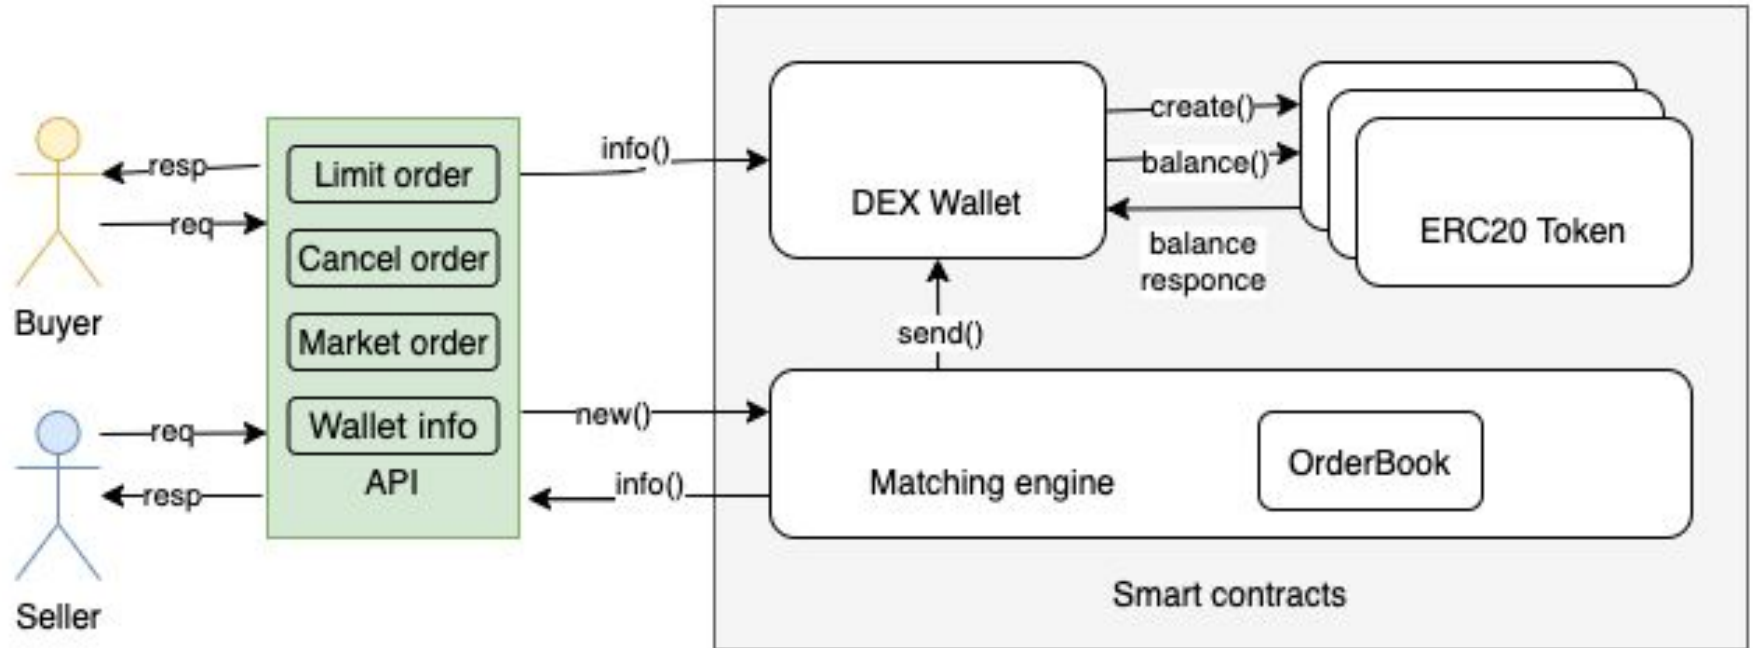 resp
req
Buyer
req
resp
Seller
Limit order
Cancel order
Market order
Wallet info
API
info()
new()
info()
DEX Wallet
create()
balance()
balance
responce
ERC20 Token
send()
Matching engine
OrderBook
Smart contracts